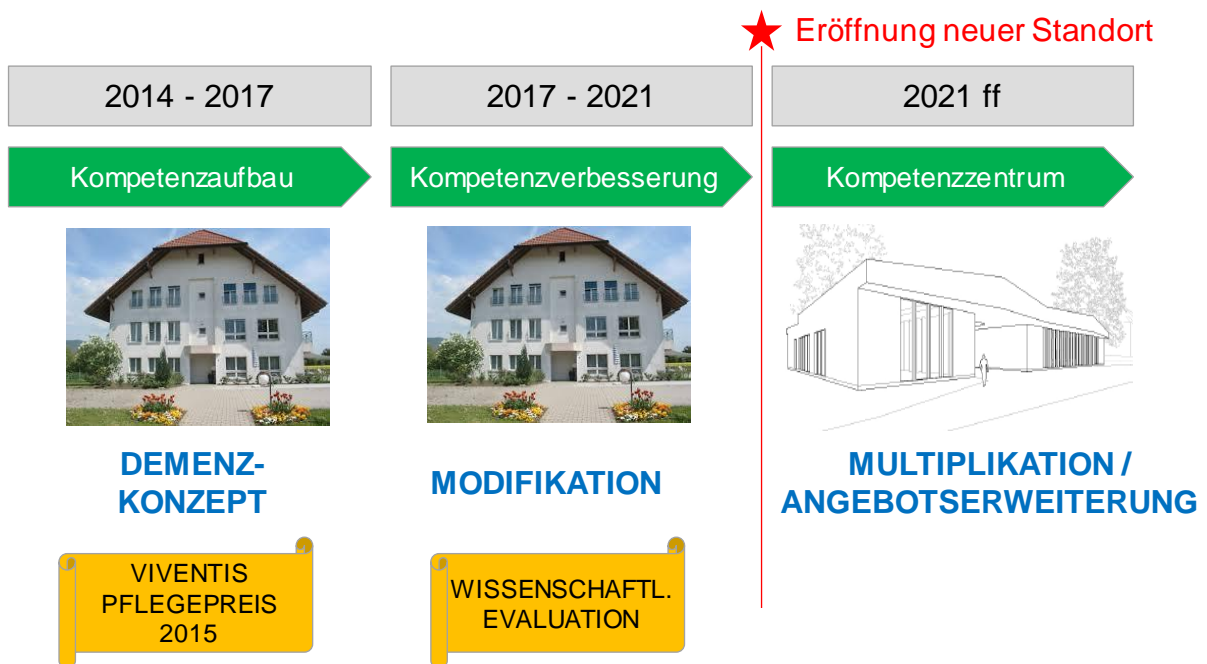 Eröffnung neuer Standort
2014 - 2017
2017 - 2021
2021 ff
Kompetenzaufbau
Kompetenzverbesserung
Kompetenzzentrum
DEMENZ-
KONZEPT
MODIFIKATION
MULTIPLIKATION /
ANGEBOTSERWEITERUNG
VIVENTIS
PFLEGEPREIS
2015
WISSENSCHAFTL.
EVALUATION